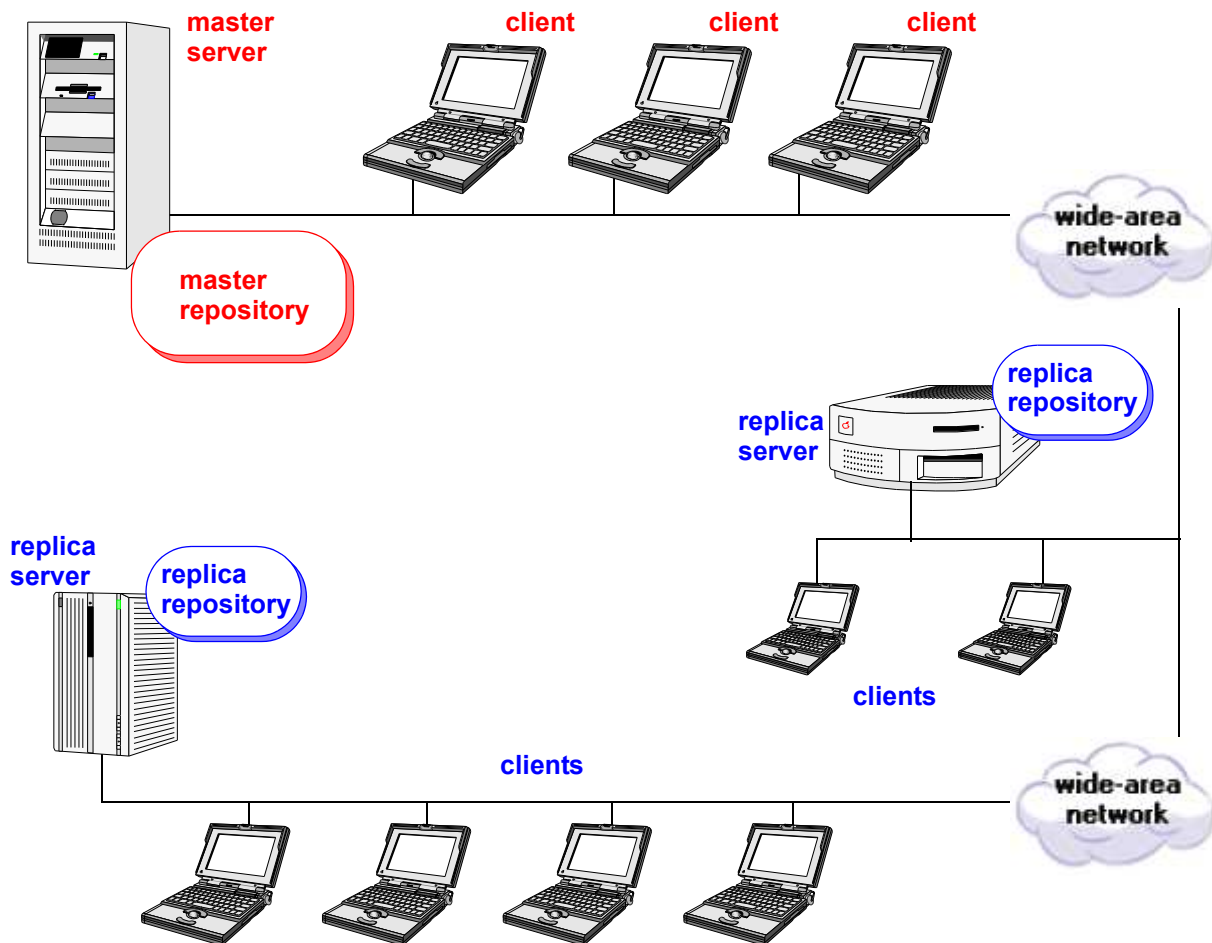 master
server
client
client
client
wide-area
network
master
repository
replica
repository
replica
server
replica
server
replica
repository
clients
clients
wide-area
network